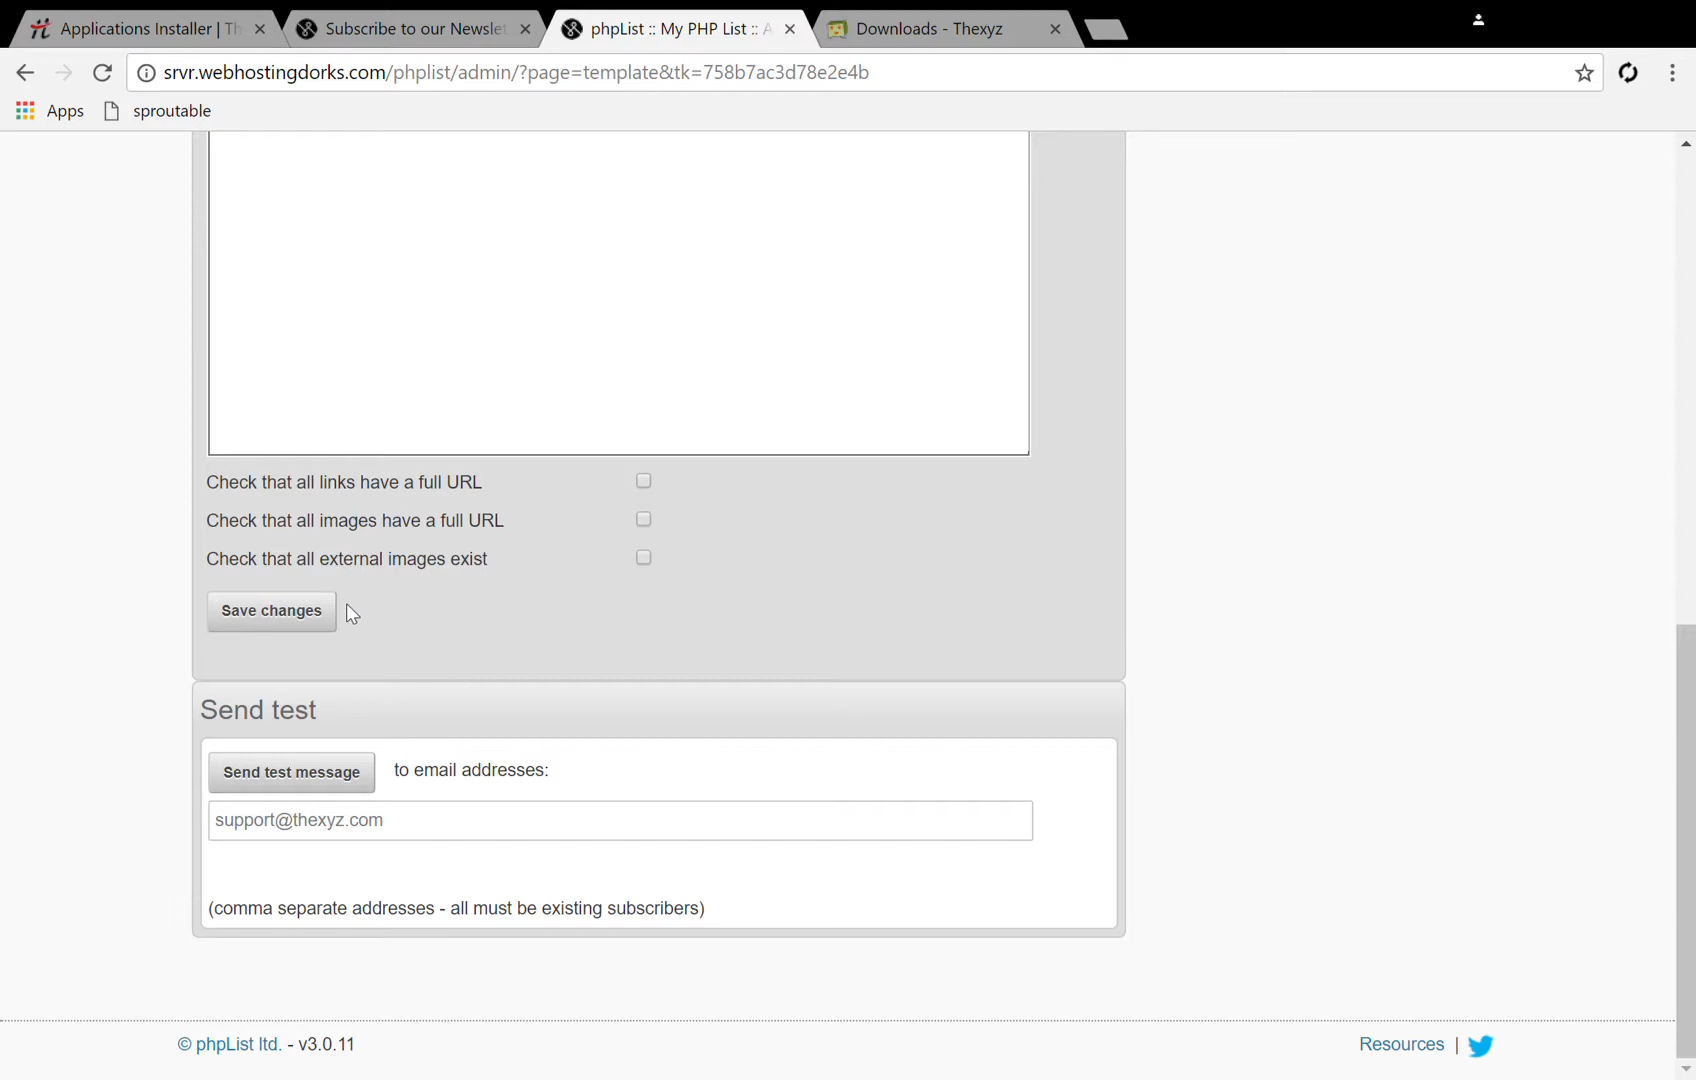 Applications Installer | Th
Subscribe to our Newslet
phpList :: My PHP List :: A
Downloads - Thexyz
srvr.webhostingdorks.com/phplist/admin/?page=template&tk=758b7ac3d78e2e4b
Apps
sproutable
Check that all links have a full URL
Check that all images have a full URL
Check that all external images exist
Save changes
Send test
Send test message
to email addresses:
support@thexyz.com
(comma separate addresses - all must be existing subscribers)
© phpList ltd. - v3.0.11
Resources |